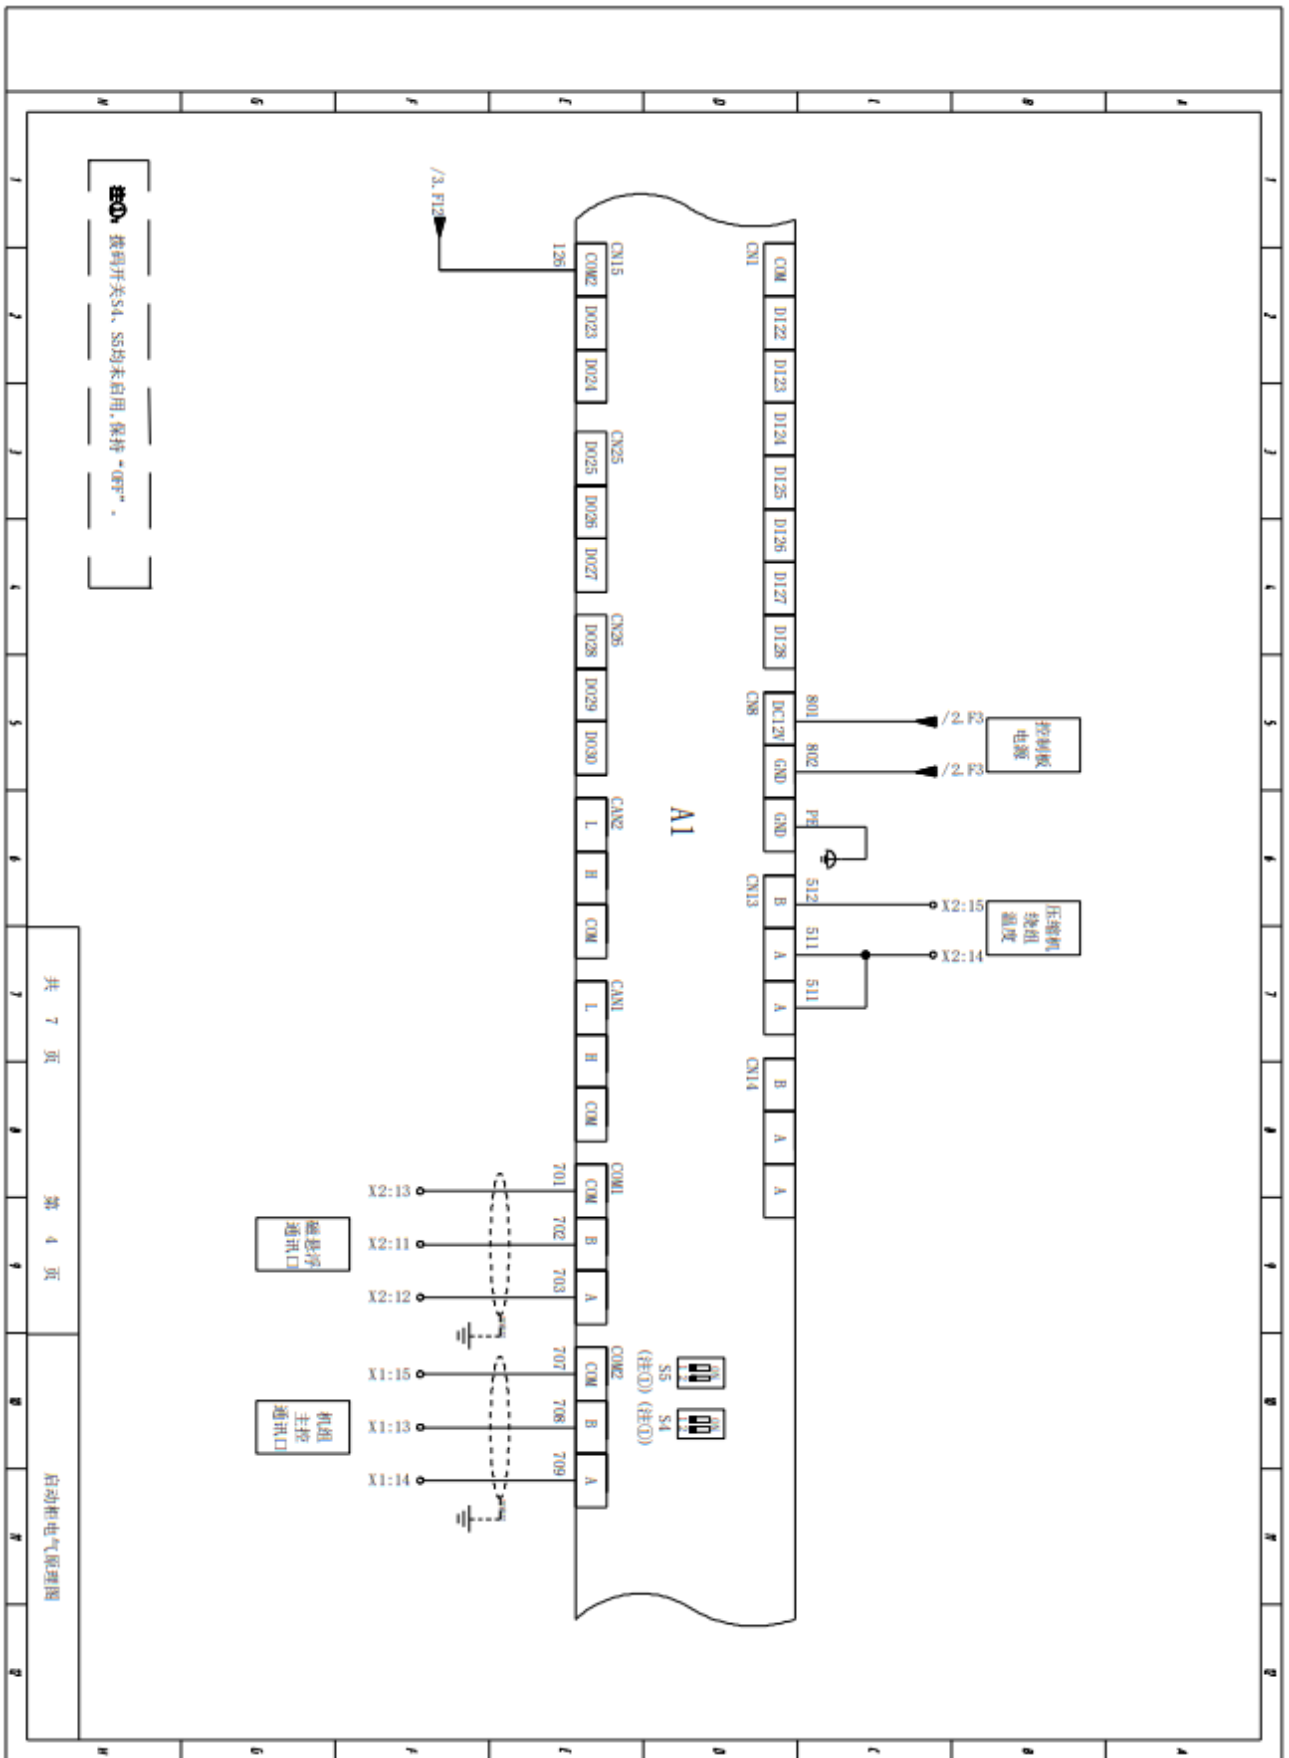 COM
DI22
DI23
DI24
DI25
DI26
DI27
DI28
CN1
控制板
电源
/2.F3
/2.F3
801
802
PE
DC12V
GND
GND
CN8
压缩机
绕组
温度
X2:15
X2:14
512
511
511
B
A
A
CN13
B
A
A
CN14
A1
S5
(注①)
ON
1 2
S4
(注①)
ON
1 2
CN15
COM2
DO23
DO24
126
/3.F12
CN25
DO25
DO26
DO27
CN26
DO28
DO29
DO30
CAN2
L
H
COM
CAN1
L
H
COM
COM1
COM
B
A
701
702
703
X2:13
X2:11
X2:12
磁悬浮
通讯口
COM2
COM
B
A
707
708
709
X1:15
X1:13
X1:14
机组
主控
通讯口
注①: 拨码开关S4、S5均未启用,保持“OFF”.
共 7 页 第 4 页
启动柜电气原理图